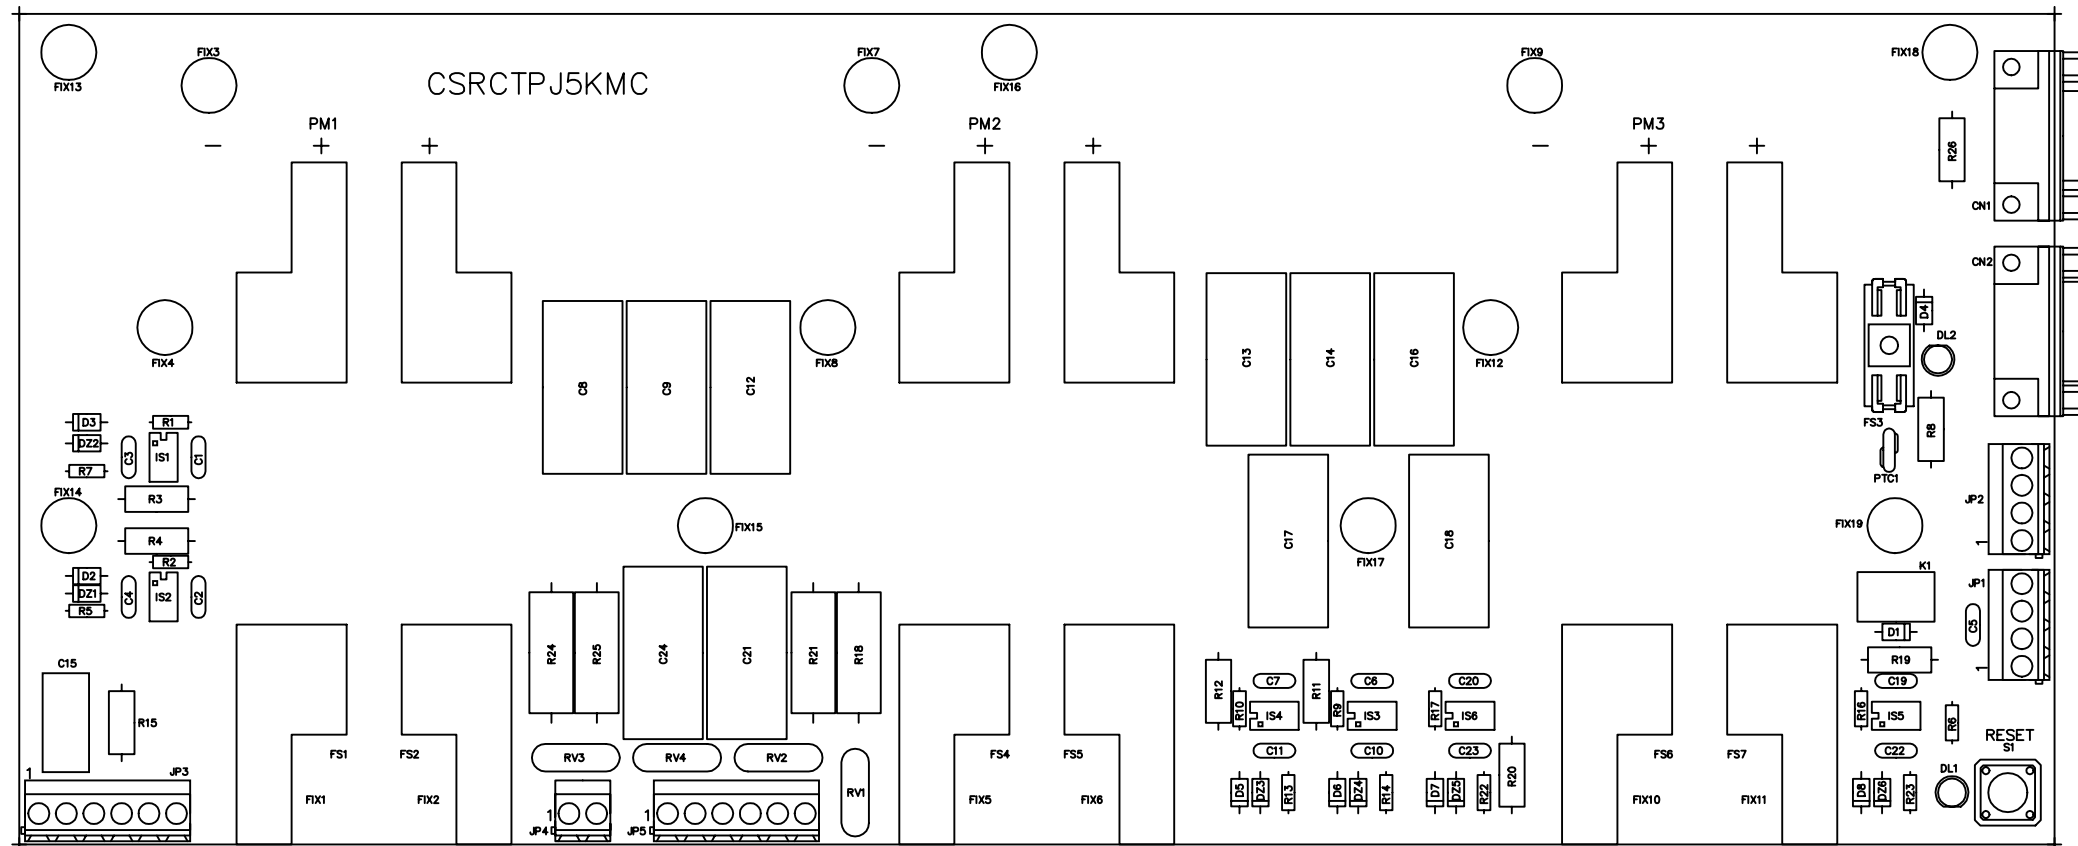 FIX3
FIX7
FIX9
FIX18
FIX13
CSRCTPJ5KMC
FIX16
PM1
PM2
PM3
− + +
− + +
− + +
R26
CN1
CN2
D4
DL2
FIX4
FIX8
FIX12
C8
C9
C12
C13
C14
C16
FS3
R8
PTC1
D3
R1
DZ2
C3
IS1
C1
R7
FIX14
R3
JP2
FIX15
FIX19
1
R4
C17
C18
R2
FIX17
K1
D2
DZ1
C4
IS2
C2
R5
JP1
C5
D1
R24
R25
C24
C21
R21
R18
C15
R19
1
R12
C7
R11
C6
C20
C19
R15
R10
IS4
R9
IS3
R17
IS6
R16
IS5
R6
RESET
S1
FS1
FS2
FS4
FS5
C11
C10
C23
FS6
FS7
C22
RV3
RV4
RV2
R20
1
JP3
DL1
FIX1
FIX2
RV1
FIX5
FIX6
D5
DZ3
R13
D6
DZ4
R14
D7
DZ5
R22
FIX10
FIX11
D8
DZ6
R23
1
1
JP4
JP5